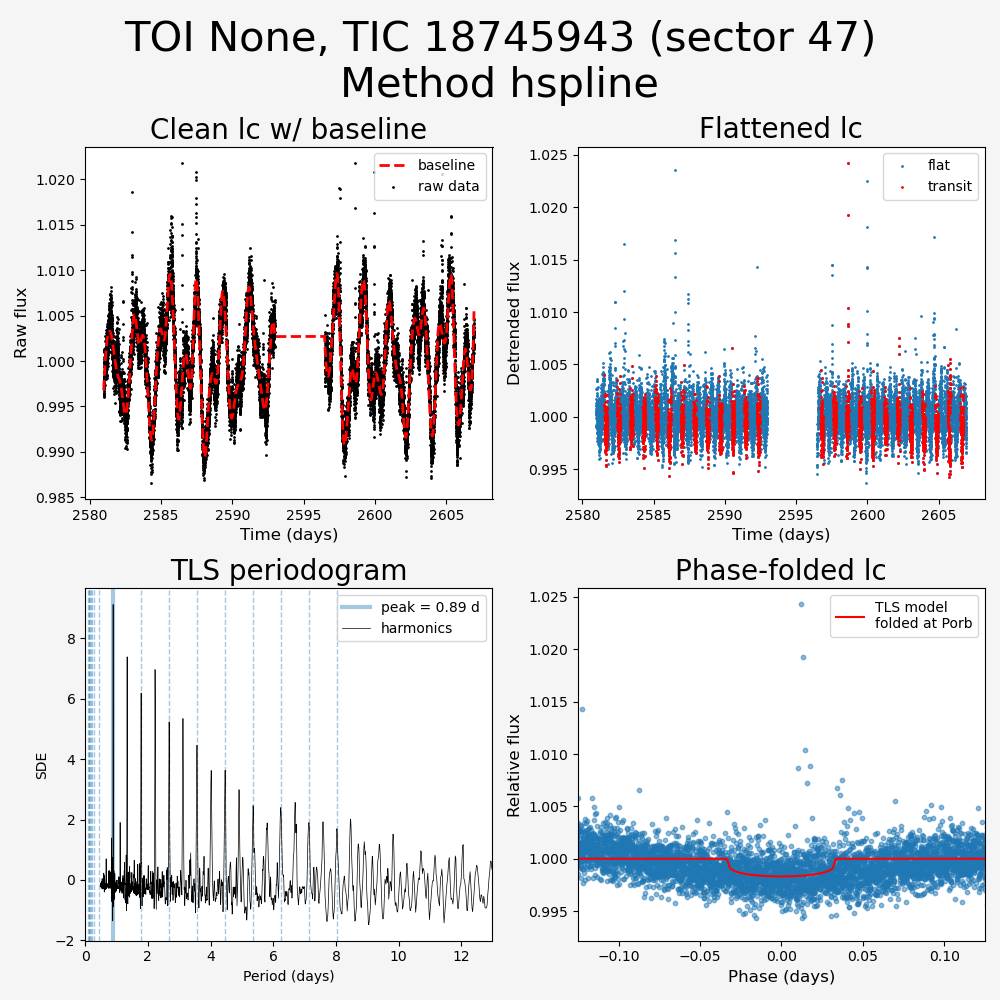 TOI None, TIC 18745943 (sector 47)
Method hspline
Clean lc w/ baseline
Flattened lc
baseline
raw data
flat
transit
Raw flux
1.020
1.015
1.010
1.005
1.000
0.995
0.990
0.985
2580
2585
2590
2595
2600
2605
Time (days)
Detrended flux
1.025
1.020
1.015
1.010
1.005
1.000
0.995
2580
2585
2590
2595
2600
2605
Time (days)
TLS periodogram
Phase-folded lc
peak = 0.89 d
harmonics
TLS model
folded at Porb
SDE
8
6
4
2
0
−2
0
2
4
6
8
10
12
Period (days)
Relative flux
1.025
1.020
1.015
1.010
1.005
1.000
0.995
−0.10
−0.05
0.00
0.05
0.10
Phase (days)